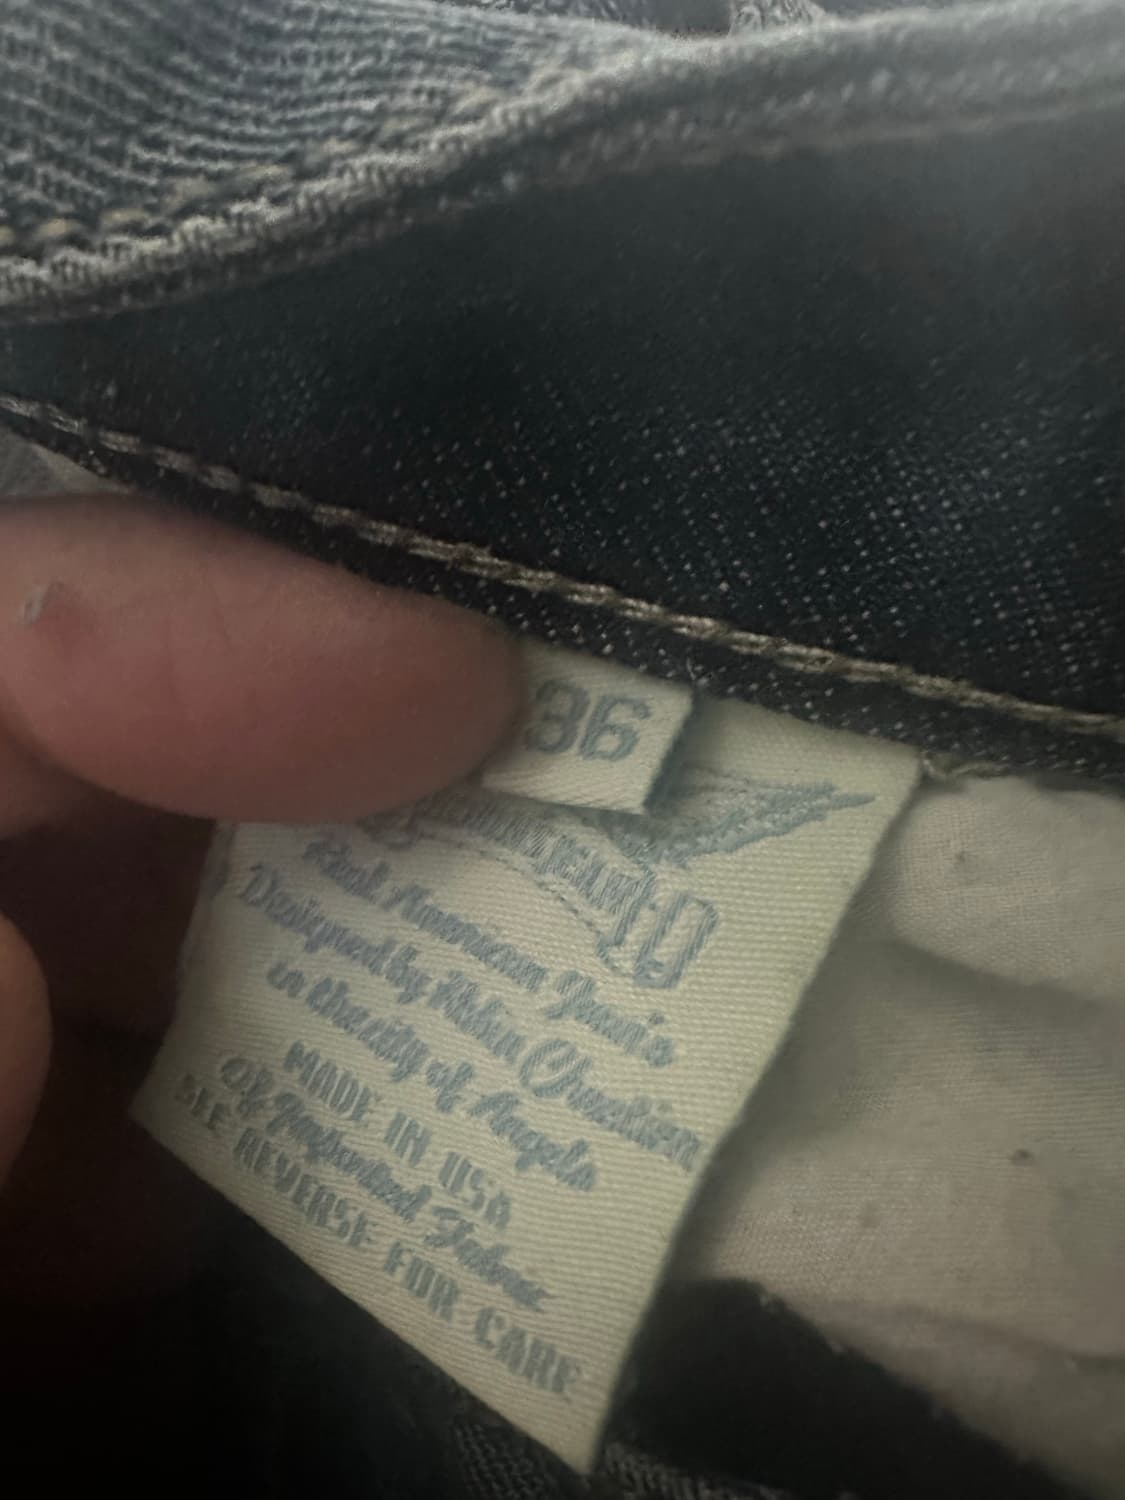 36
Real American Jean's
Designed by Robin Chretien
in the city of Angels
MADE IN USA
Of Imported Fabric
SEE REVERSE FOR CARE